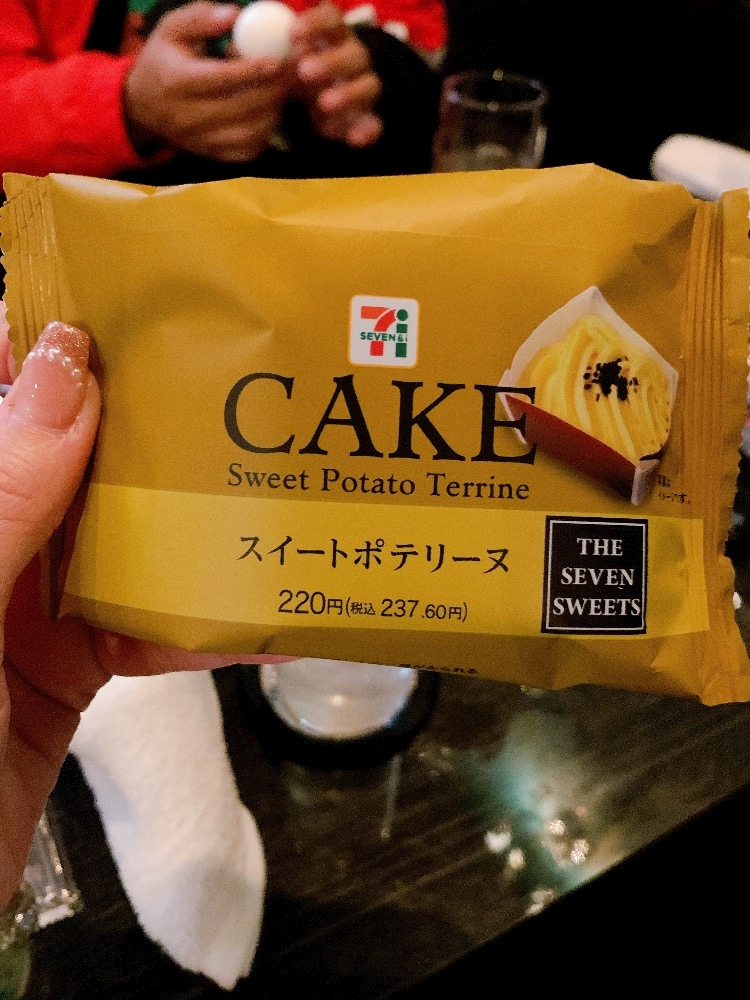 SEVEN&i
CAKE
Sweet Potato Terrine
スイートポテリーヌ
220円(税込 237.60円)
THE
SEVEN
SWEETS